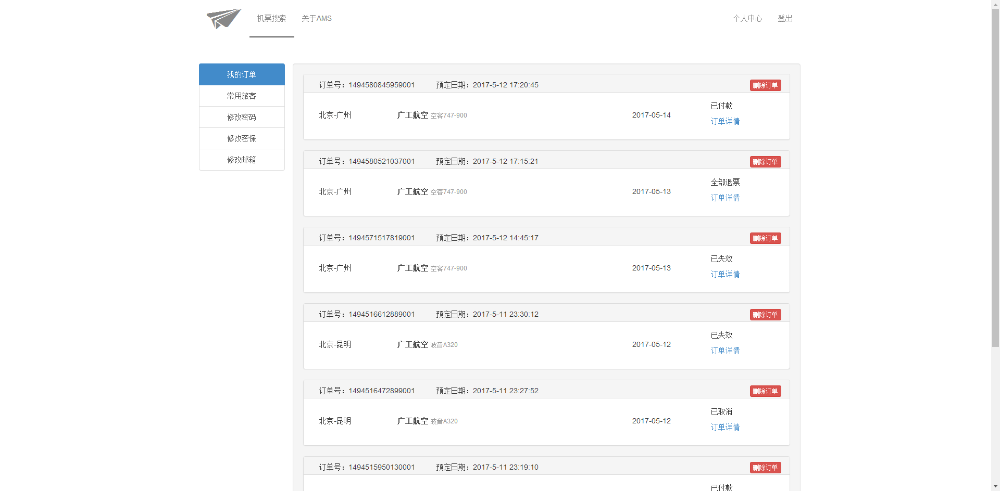 机票搜索 关于AMS 个人中心 登出
我的订单
常用旅客
修改密码
修改密保
修改邮箱
订单号：1494580845959001 预定日期：2017-5-12 17:20:45 删除订单
已付款
北京-广州 广工航空 空客747-900 2017-05-14
订单详情
订单号：1494580521037001 预定日期：2017-5-12 17:15:21 删除订单
全部退票
北京-广州 广工航空 空客747-900 2017-05-13
订单详情
订单号：1494571517819001 预定日期：2017-5-12 14:45:17 删除订单
已失效
北京-广州 广工航空 空客747-900 2017-05-13
订单详情
订单号：1494516612889001 预定日期：2017-5-11 23:30:12 删除订单
已失效
北京-昆明 广工航空 波音A320 2017-05-12
订单详情
订单号：1494516472899001 预定日期：2017-5-11 23:27:52 删除订单
已取消
北京-昆明 广工航空 波音A320 2017-05-12
订单详情
订单号：1494515950130001 预定日期：2017-5-11 23:19:10 删除订单
已付款